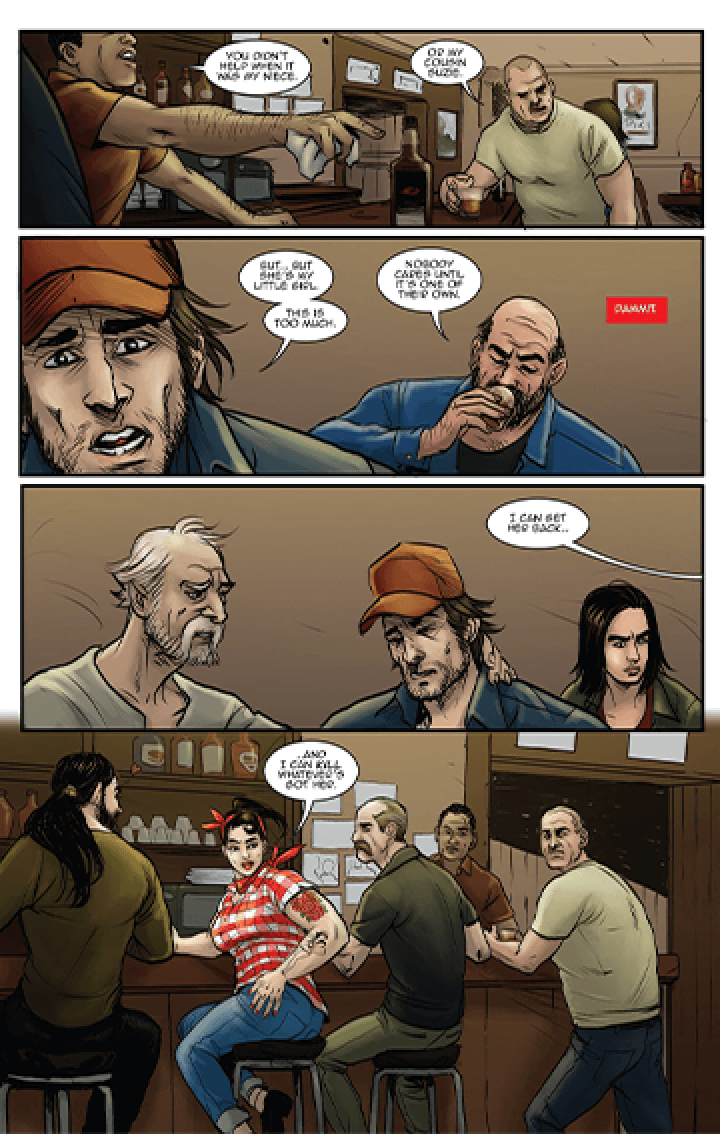 YOU DIDN'T
HELP WHEN IT
WAS MY NIECE.
OR MY
COUSIN
SUZIE.
BUT... BUT
SHE'S MY
LITTLE GIRL.
THIS IS
TOO MUCH.
NOBODY
CARES UNTIL
IT'S ONE OF
THEIR OWN.
DAMMIT.
I CAN GET
HER BACK...
...AND
I CAN KILL
WHATEVER'S
GOT HER.